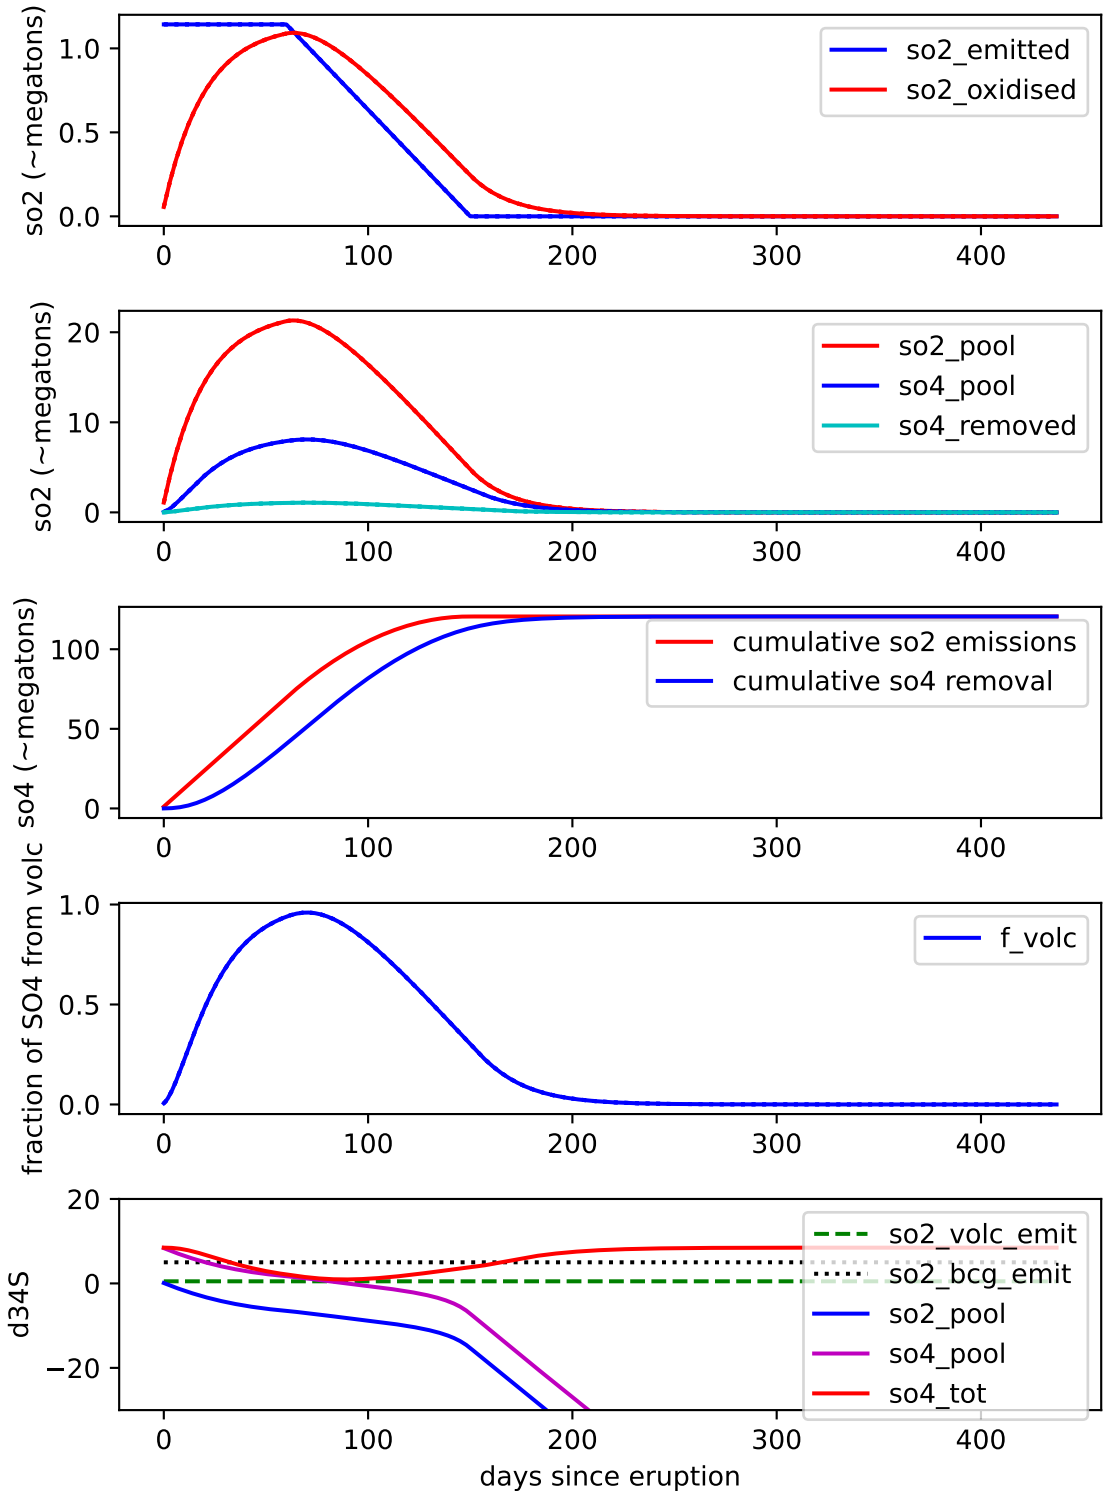 so2 (~megatons)
1.0
0.5
0.0
so2_emitted
so2_oxidised
0 100 200 300 400
so2 (~megatons)
20
10
0
so2_pool
so4_pool
so4_removed
0 100 200 300 400
so4 (~megatons)
100
50
0
cumulative so2 emissions
cumulative so4 removal
0 100 200 300 400
fraction of SO4 from volc
1.0
0.5
0.0
f_volc
0 100 200 300 400
d34S
20
0
−20
so2_volc_emit
so2_bcg_emit
so2_pool
so4_pool
so4_tot
0 100 200 300 400
days since eruption